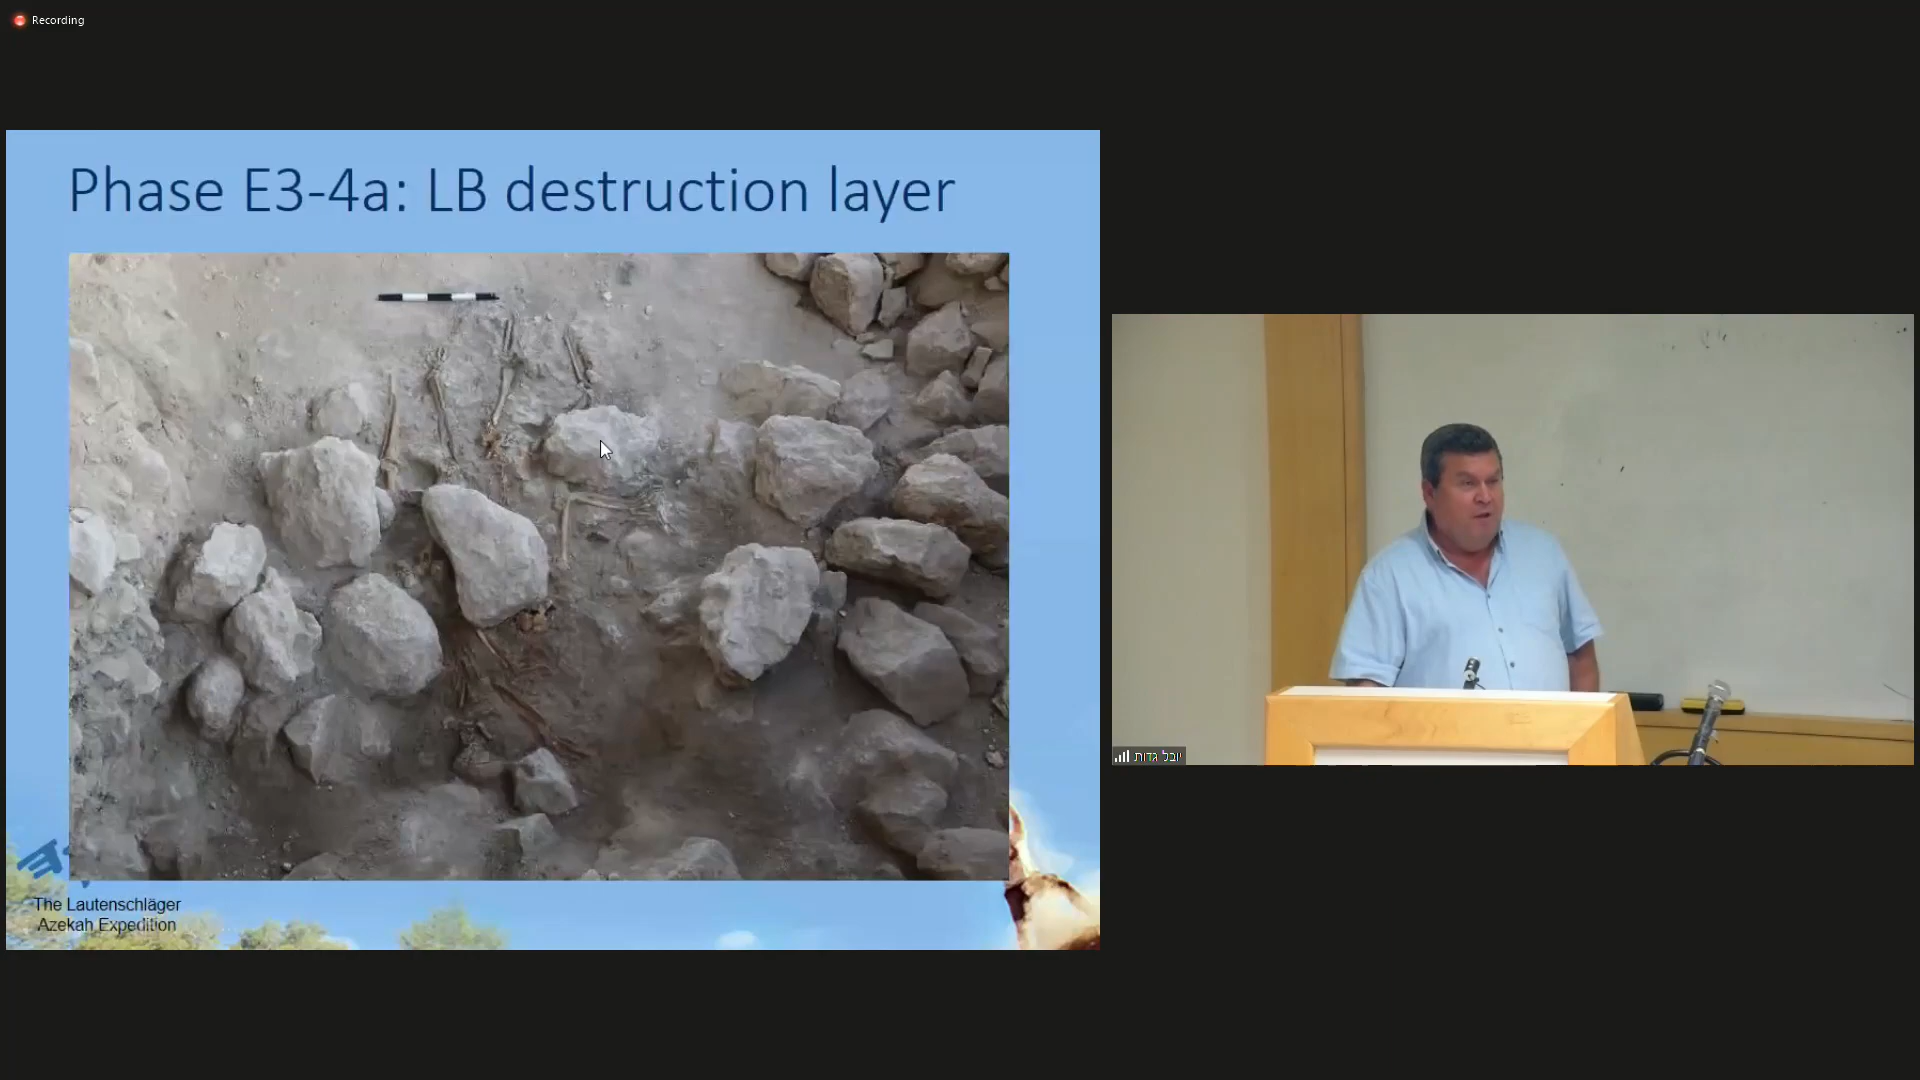 Recording
Phase E3-4a: LB destruction layer
The Lautenschläger
Azekah Expedition
יובל גדות